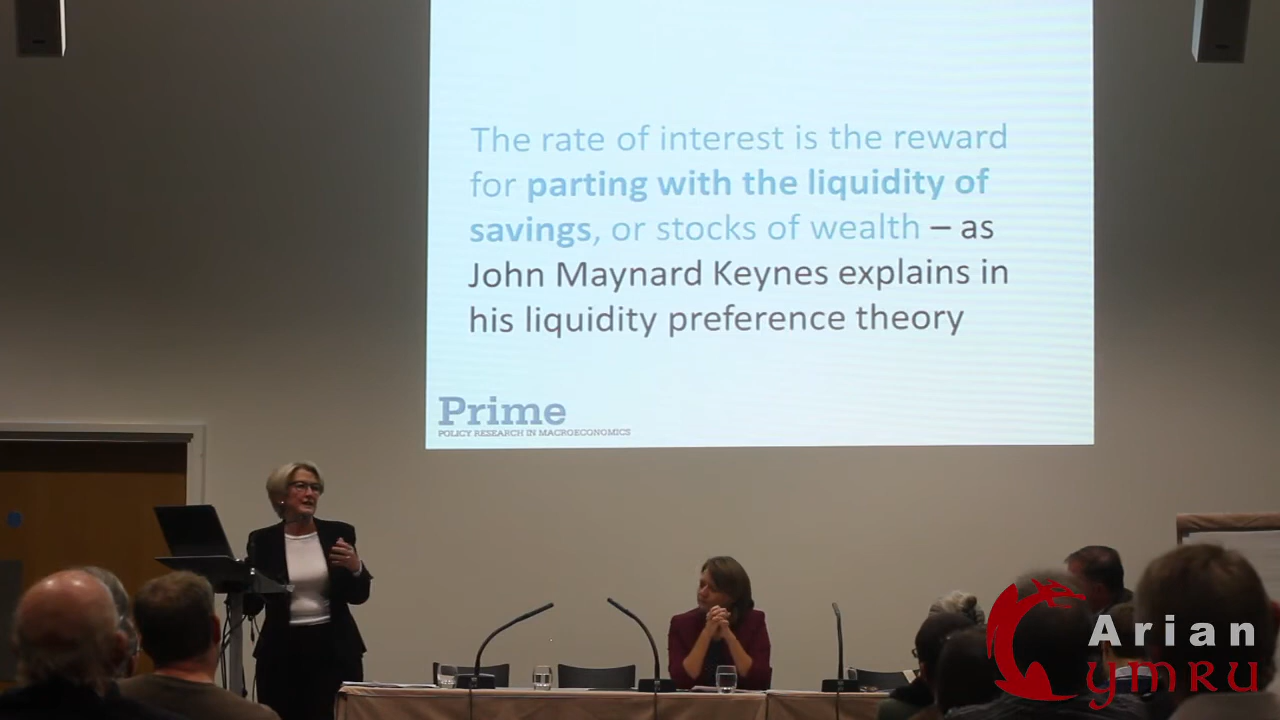 The rate of interest is the reward
for parting with the liquidity of
savings, or stocks of wealth – as
John Maynard Keynes explains in
his liquidity preference theory
Prime
POLICY RESEARCH IN MACROECONOMICS
Arian
Cymru